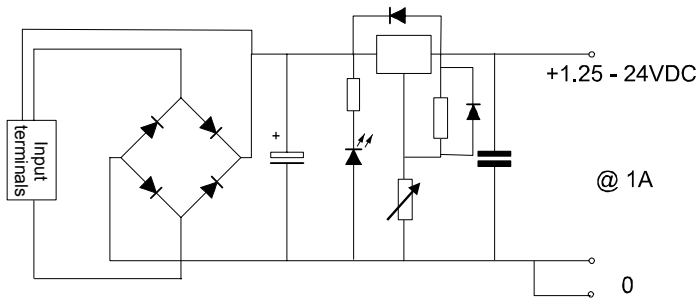 Input
terminals
+
+1.25 - 24VDC
@ 1A
0